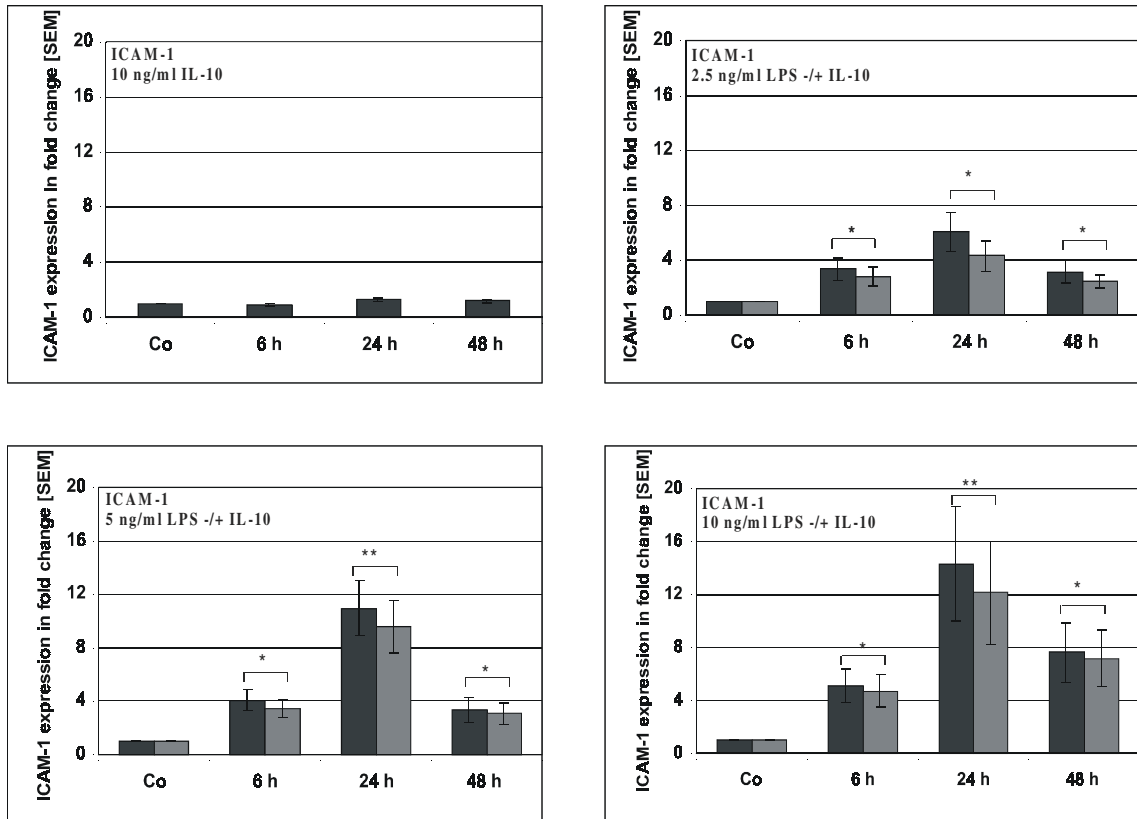 ICAM-1 expression in fold change [SEM]
20
16
12
8
4
0
ICAM-1
10 ng/ml IL-10
Co 6 h 24 h 48 h
ICAM-1 expression in fold change [SEM]
20
16
12
8
4
0
ICAM-1
2.5 ng/ml LPS -/+ IL-10
* * *
Co 6 h 24 h 48 h
ICAM-1 expression in fold change [SEM]
20
16
12
8
4
0
ICAM-1
5 ng/ml LPS -/+ IL-10
* ** *
Co 6 h 24 h 48 h
ICAM-1 expression in fold change [SEM]
20
16
12
8
4
0
ICAM-1
10 ng/ml LPS -/+ IL-10
* ** *
Co 6 h 24 h 48 h